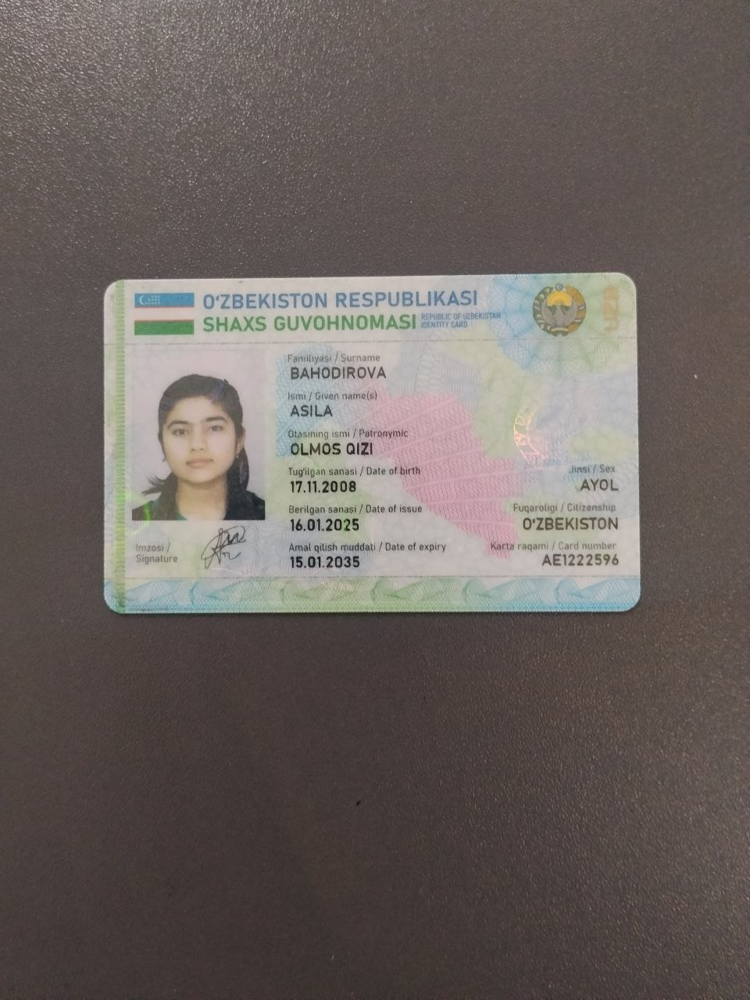 O‘ZBEKISTON RESPUBLIKASI
SHAXS GUVOHNOMASI
REPUBLIC OF UZBEKISTAN
IDENTITY CARD
Familiyasi / Surname
BAHODIROVA
Ismi / Given name(s)
ASILA
Otasining ismi / Patronymic
OLMOS QIZI
Tug‘ilgan sanasi / Date of birth
17.11.2008
Jinsi / Sex
AYOL
Berilgan sanasi / Date of issue
16.01.2025
Fuqaroligi / Citizenship
O‘ZBEKISTON
Amal qilish muddati / Date of expiry
15.01.2035
Karta raqami / Card number
AE1222596
Imzosi /
Signature